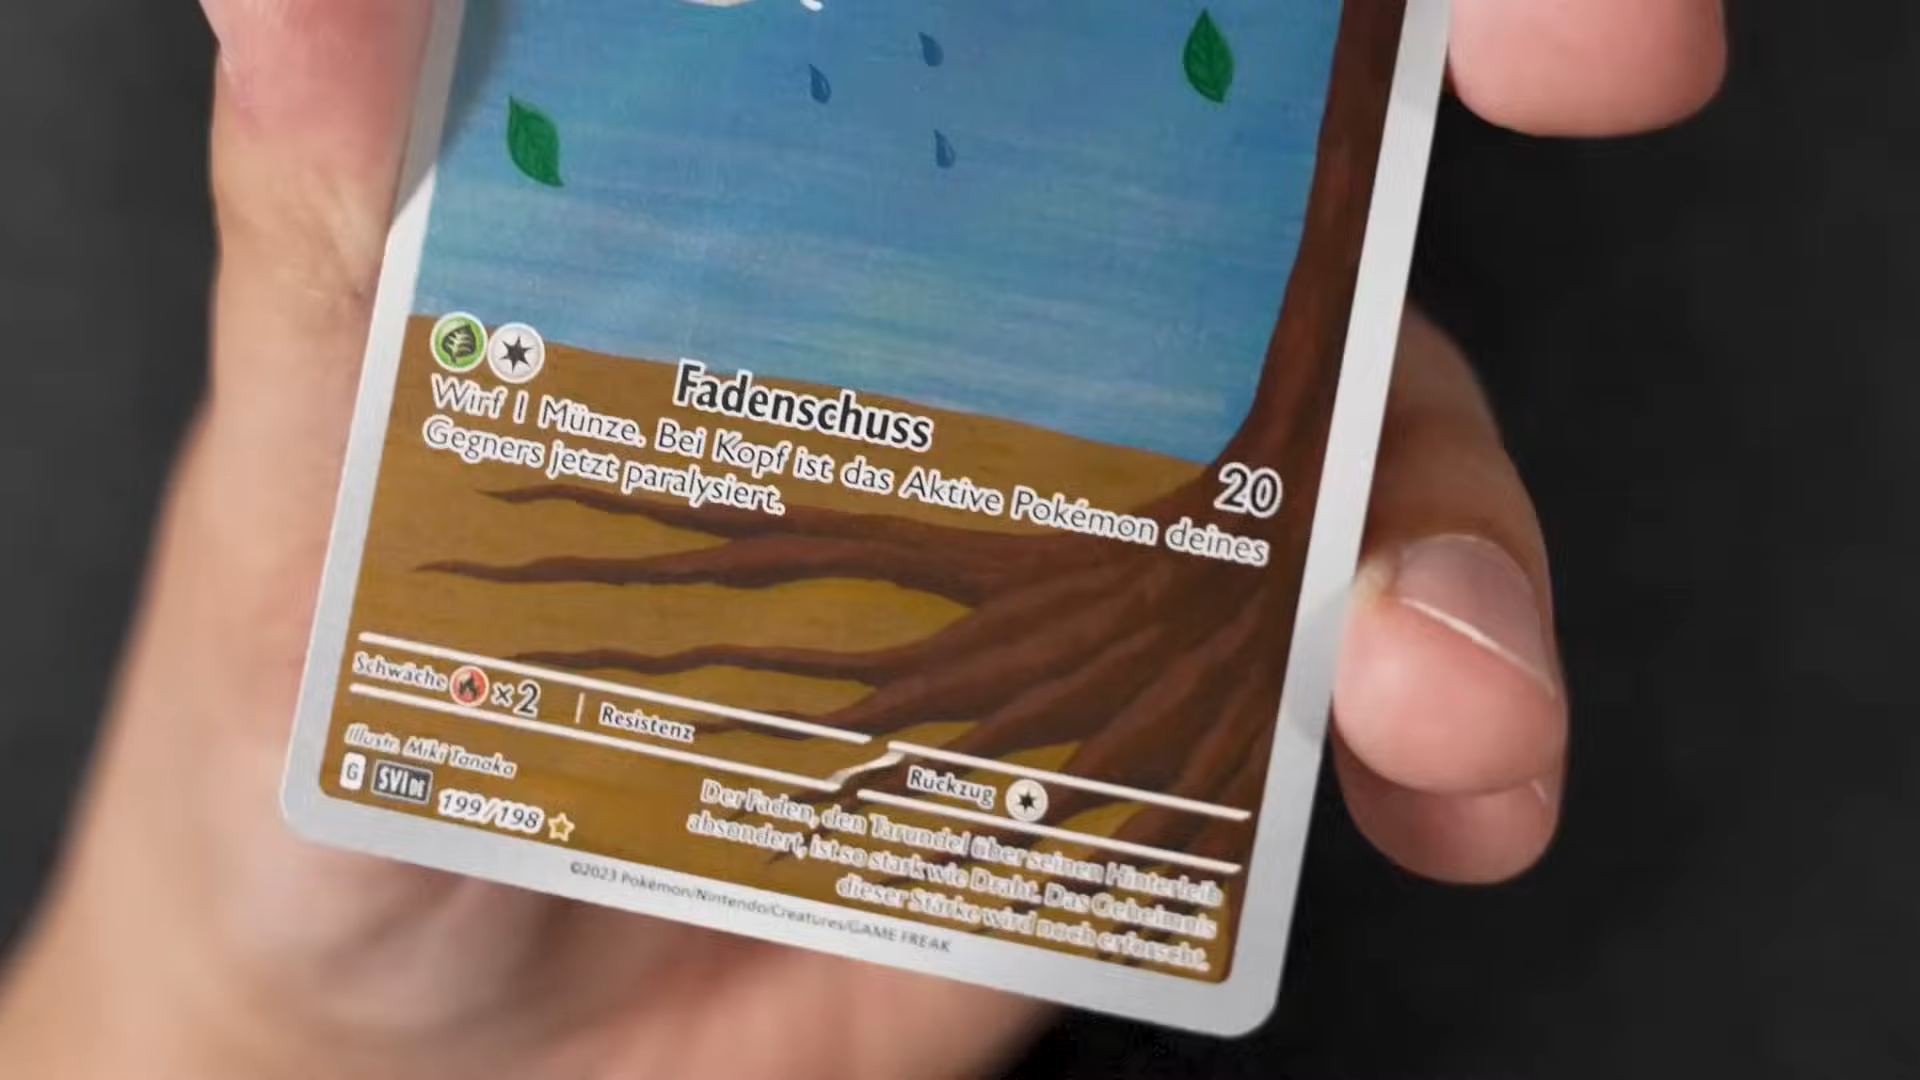 Fadenschuss
20
Wirf 1 Münze. Bei Kopf ist das Aktive Pokémon deines
Gegners jetzt paralysiert.
Schwäche ×2 Resistenz
Rückzug
Illustr. Miki Tanaka
G SVI DE 199/198
Der Faden, den Tarundel über seinen Hinterleib
absondert, ist so stark wie Draht. Das Geheimnis
dieser Stärke wird noch erforscht.
©2023 Pokémon/Nintendo/Creatures/GAME FREAK